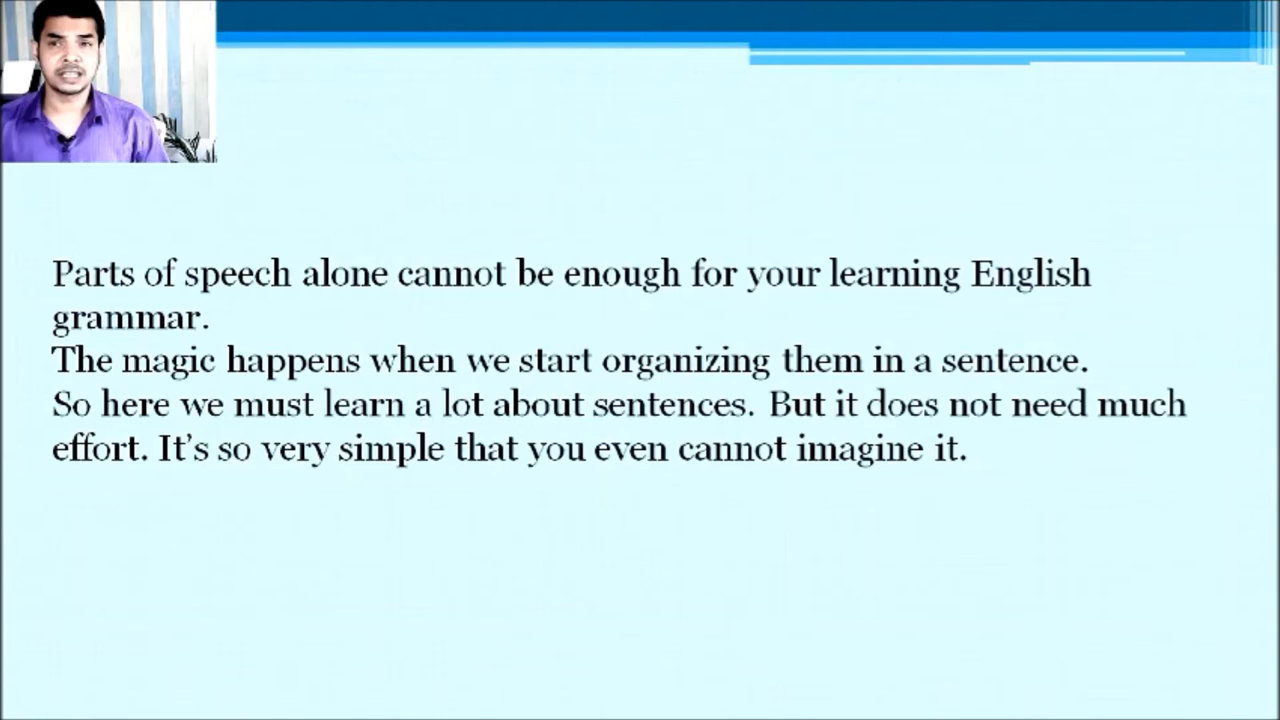 Parts of speech alone cannot be enough for your learning English
grammar.
The magic happens when we start organizing them in a sentence.
So here we must learn a lot about sentences. But it does not need much
effort. It’s so very simple that you even cannot imagine it.